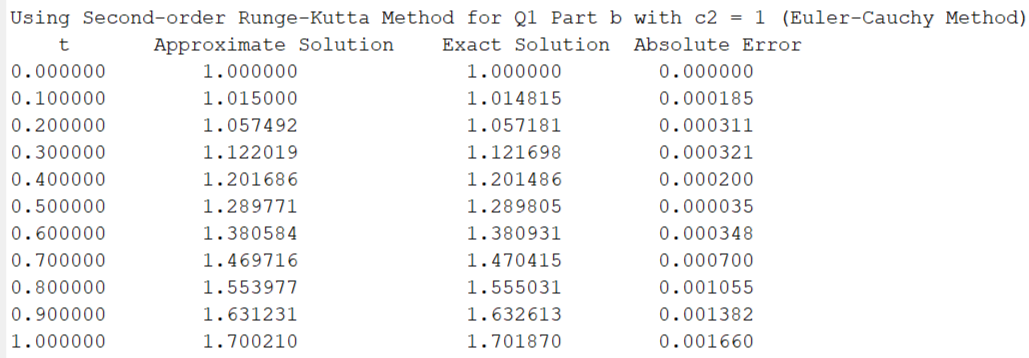 Using Second-order Runge-Kutta Method for Q1 Part b with c2 = 1 (Euler-Cauchy Method)
t Approximate Solution Exact Solution Absolute Error
0.000000 1.000000 1.000000 0.000000
0.100000 1.015000 1.014815 0.000185
0.200000 1.057492 1.057181 0.000311
0.300000 1.122019 1.121698 0.000321
0.400000 1.201686 1.201486 0.000200
0.500000 1.289771 1.289805 0.000035
0.600000 1.380584 1.380931 0.000348
0.700000 1.469716 1.470415 0.000700
0.800000 1.553977 1.555031 0.001055
0.900000 1.631231 1.632613 0.001382
1.000000 1.700210 1.701870 0.001660